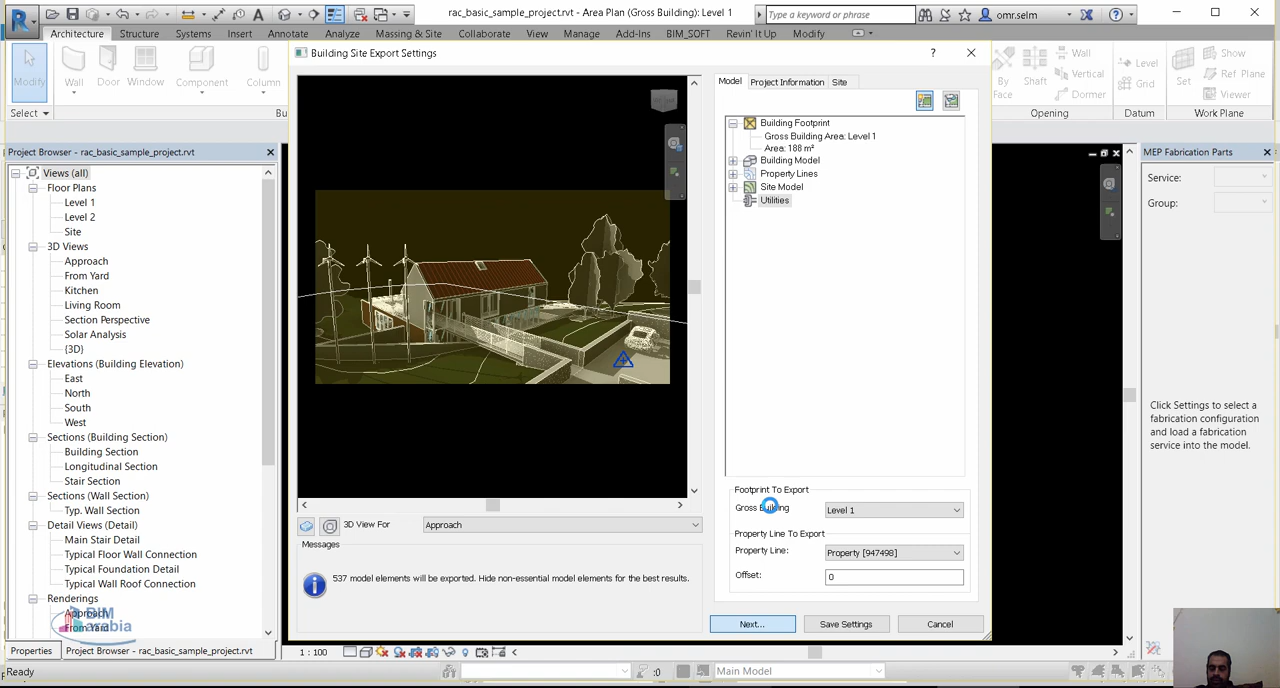 rac_basic_sample_project.rvt - Area Plan (Gross Building): Level 1
Type a keyword or phrase
omr.selm
Architecture
Structure
Systems
Insert
Annotate
Analyze
Massing & Site
Collaborate
View
Manage
Add-Ins
BIM_SOFT
Revin' It Up
Modify
Modify
Wall
Door
Window
Component
Column
By
Face
Shaft
Wall
Vertical
Dormer
Level
Grid
Set
Show
Ref Plane
Viewer
Select
Bu
Opening
Datum
Work Plane
Project Browser - rac_basic_sample_project.rvt
Views (all)
Floor Plans
Level 1
Level 2
Site
3D Views
Approach
From Yard
Kitchen
Living Room
Section Perspective
Solar Analysis
{3D}
Elevations (Building Elevation)
East
North
South
West
Sections (Building Section)
Building Section
Longitudinal Section
Stair Section
Sections (Wall Section)
Typ. Wall Section
Detail Views (Detail)
Main Stair Detail
Typical Floor Wall Connection
Typical Foundation Detail
Typical Wall Roof Connection
Renderings
Approach
From Yard
BIM
arabia
Properties
Project Browser - rac_basic_sample_project.rvt
Ready
Building Site Export Settings
Model
Project Information
Site
Building Footprint
Gross Building Area: Level 1
Area: 188 m²
Building Model
Property Lines
Site Model
Utilities
3D View For
Approach
Messages
537 model elements will be exported. Hide non-essential model elements for the best results.
Footprint To Export
Gross Building
Level 1
Property Line To Export
Property Line:
Property [947498]
Offset:
0
Next...
Save Settings
Cancel
MEP Fabrication Parts
Service:
Group:
Click Settings to select a
fabrication configuration
and load a fabrication
service into the model.
1 : 100
:0
Main Model